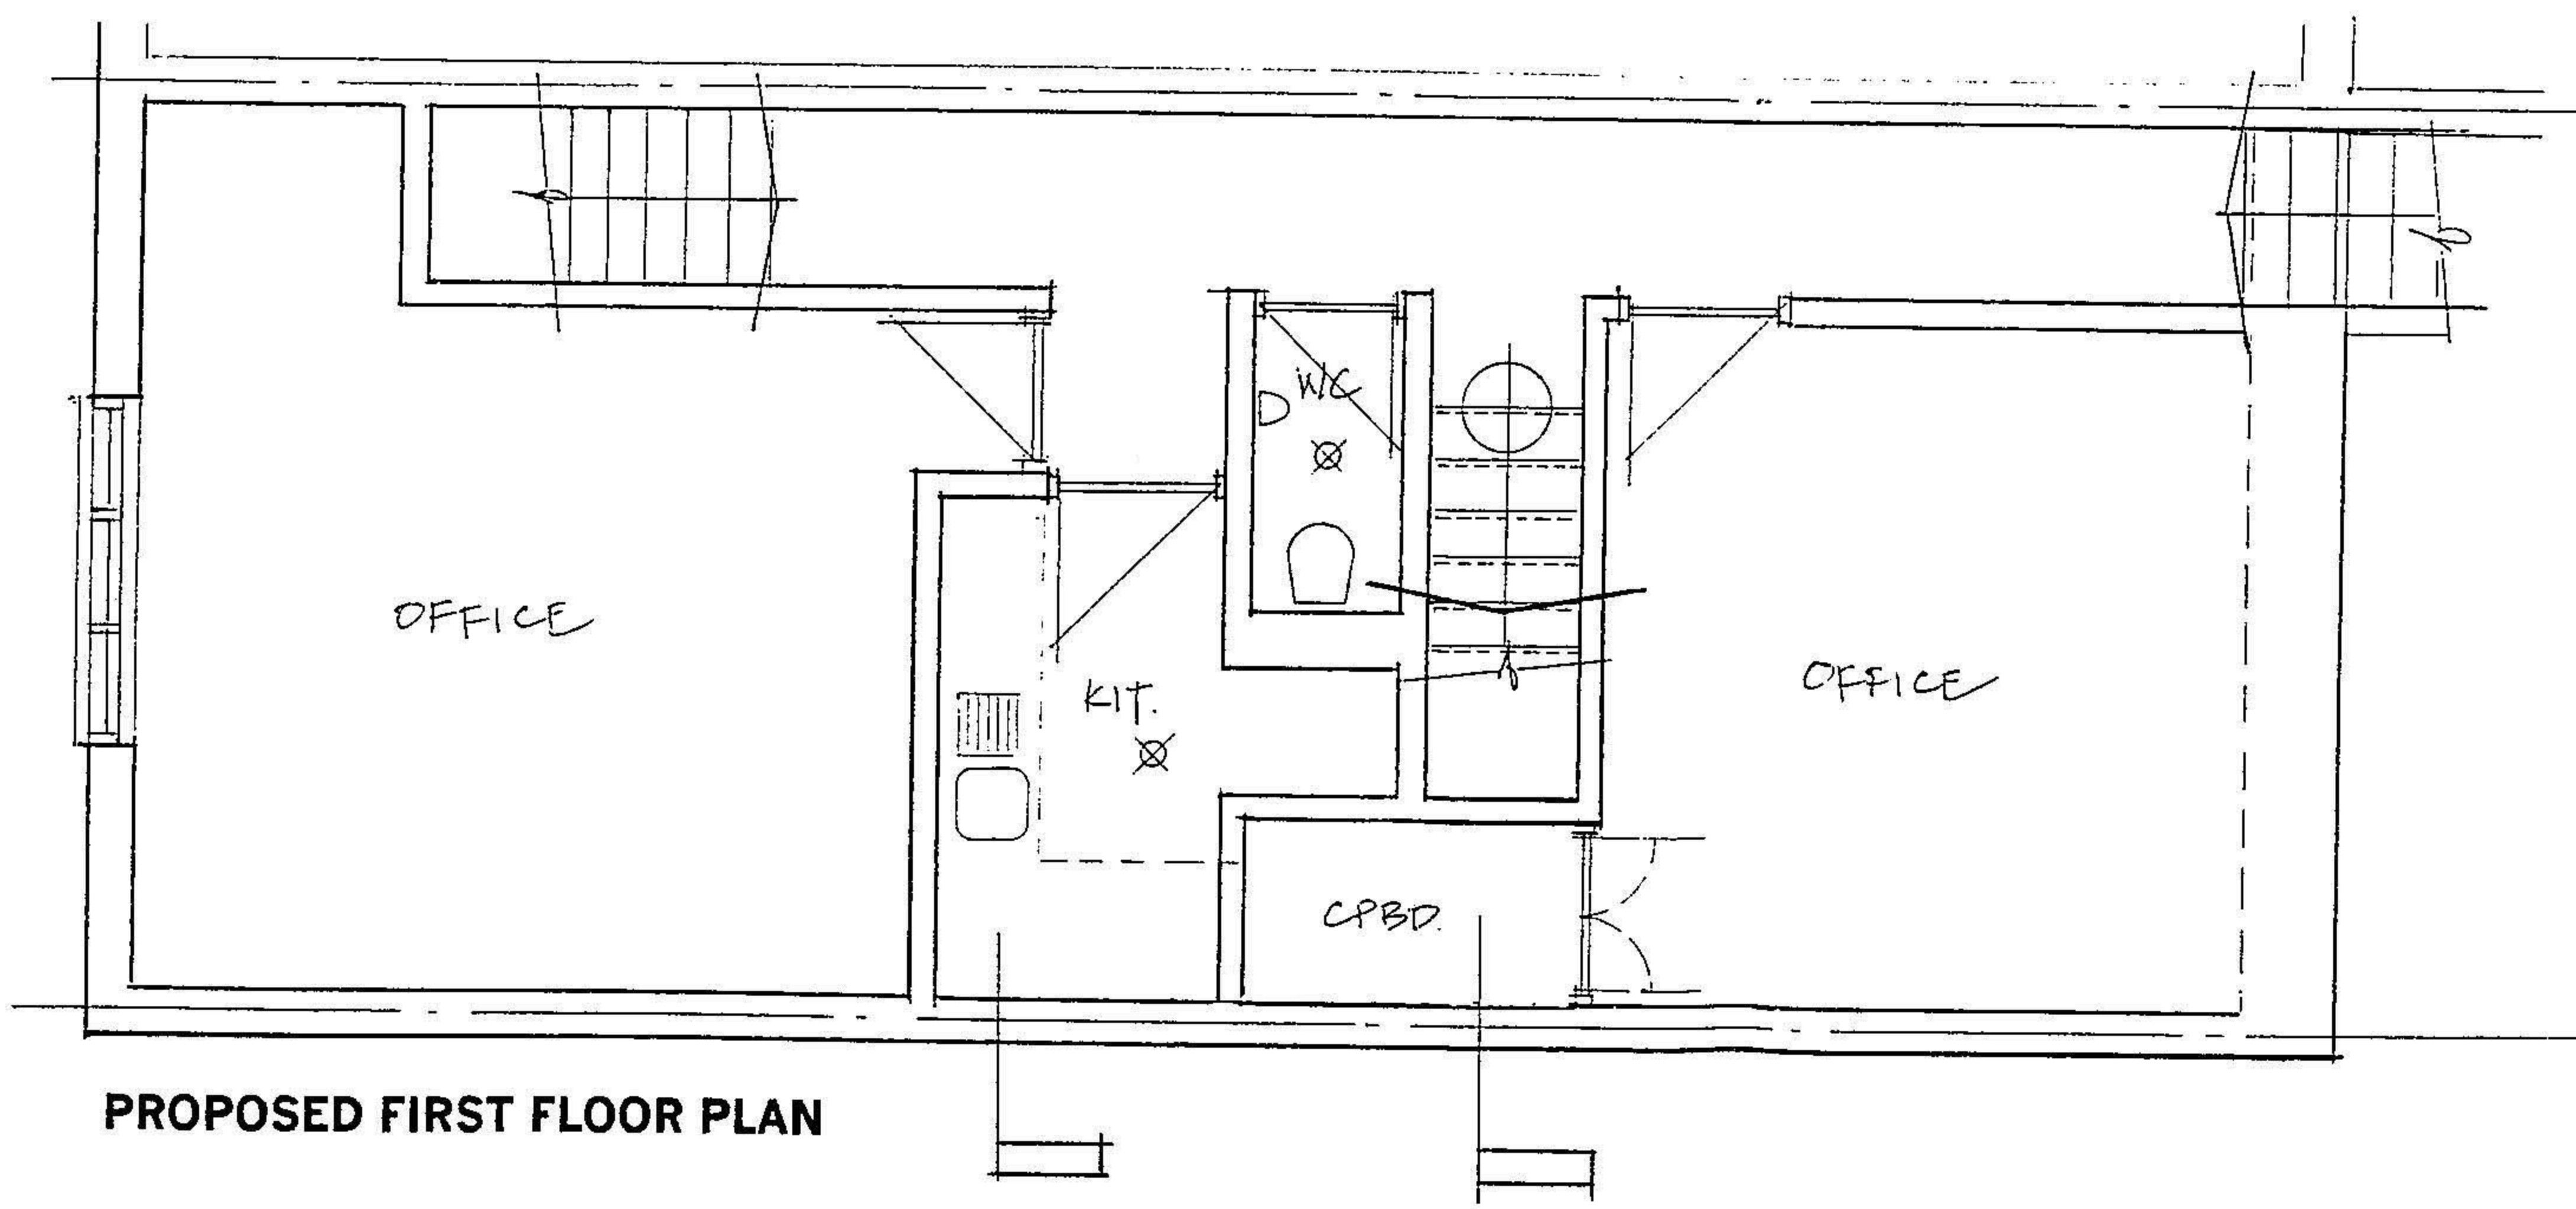 W/C
OFFICE
KIT.
OFFICE
CPBD.
PROPOSED FIRST FLOOR PLAN